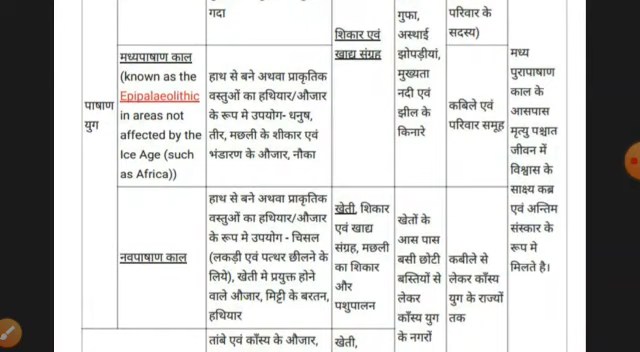 गदा
शिकार एवं
खाद्य संग्रह
गुफा,
अस्थाई
झोपड़ीयां,
मुख्यता
नदी एवं
झील के
किनारे
परिवार के
सदस्य)
पाषाण
युग
मध्यपाषाण काल
(known as the
Epipalaeolithic
in areas not
affected by the
Ice Age (such
as Africa))
हाथ से बने अथवा प्राकृतिक
वस्तुओं का हथियार/औजार
के रूप मे उपयोग- धनुष,
तीर, मछली के शीकार एवं
भंडारण के औजार, नौका
कबिले एवं
परिवार समूह
मध्य
पुरापाषाण
काल के
आसपास
मृत्यु पश्चात
जीवन में
विश्वास के
साक्ष्य कब्र
एवं अन्तिम
संस्कार के
रूप मे
मिलते है।
नवपाषाण काल
हाथ से बने अथवा प्राकृतिक
वस्तुओं का हथियार/औजार
के रूप मे उपयोग - चिसल
(लकड़ी एवं पत्थर छीलने के
लिये), खेती मे प्रयुक्त होने
वाले औजार, मिट्टी के बरतन,
हथियार
खेती, शिकार
एवं खाद्य
संग्रह, मछली
का शिकार
और
पशुपालन
खेतों के
आस पास
बसी छोटी
बस्तियों से
लेकर
काँस्य युग
के नगरों
कबीले से
लेकर काँस्य
युग के राज्यों
तक
तांबे एवं काँस्य के औजार,
खेती,